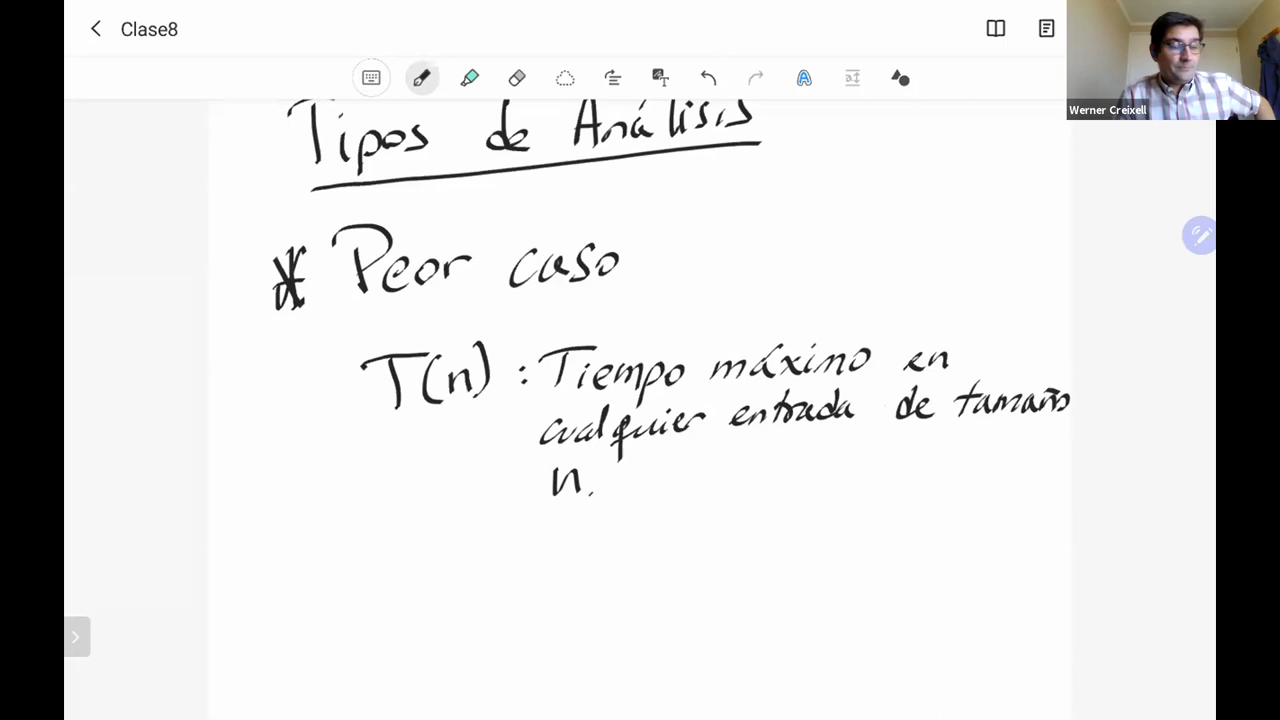 Clase8
Werner Creixell
Tipos de Análisis
* Peor caso
T(n) : Tiempo máximo en
cualquier entrada de tamaño
n.